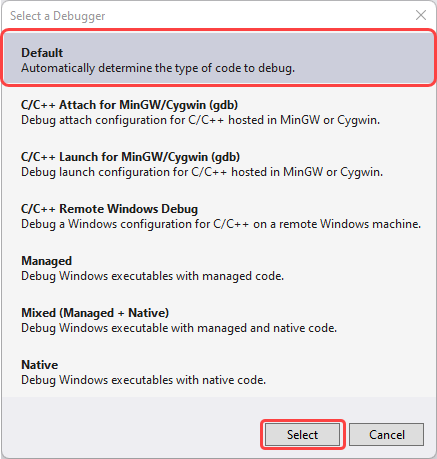 Select a Debugger
Default
Automatically determine the type of code to debug.
C/C++ Attach for MinGW/Cygwin (gdb)
Debug attach configuration for C/C++ hosted in MinGW or Cygwin.
C/C++ Launch for MinGW/Cygwin (gdb)
Debug launch configuration for C/C++ hosted in MinGW or Cygwin.
C/C++ Remote Windows Debug
Debug a Windows configuration for C/C++ on a remote Windows machine.
Managed
Debug Windows executables with managed code.
Mixed (Managed + Native)
Debug Windows executable with managed and native code.
Native
Debug Windows executables with native code.
Select Cancel